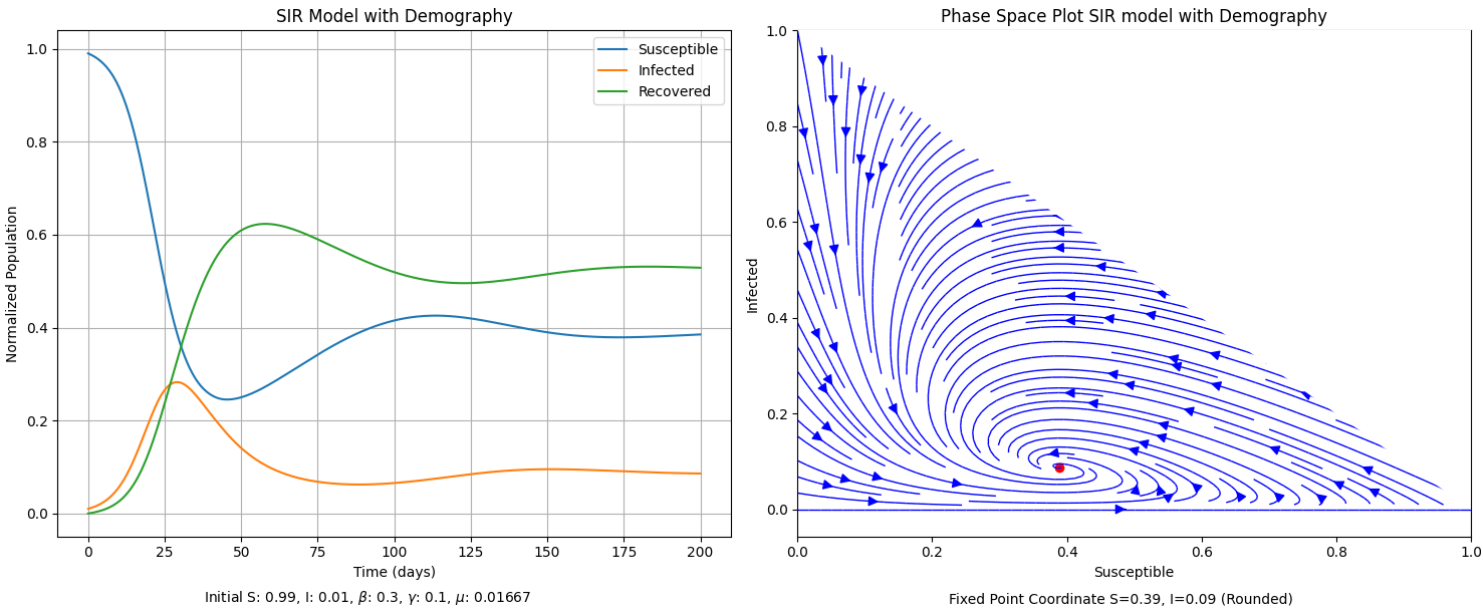 SIR Model with Demography
1.0
0.8
0.6
0.4
0.2
0.0
Normalized Population
Susceptible
Infected
Recovered
0 25 50 75 100 125 150 175 200
Time (days)
Initial S: 0.99, I: 0.01, β: 0.3, γ: 0.1, μ: 0.01667
Phase Space Plot SIR model with Demography
1.0
0.8
0.6
0.4
0.2
0.0
Infected
0.0 0.2 0.4 0.6 0.8 1.0
Susceptible
Fixed Point Coordinate S=0.39, I=0.09 (Rounded)